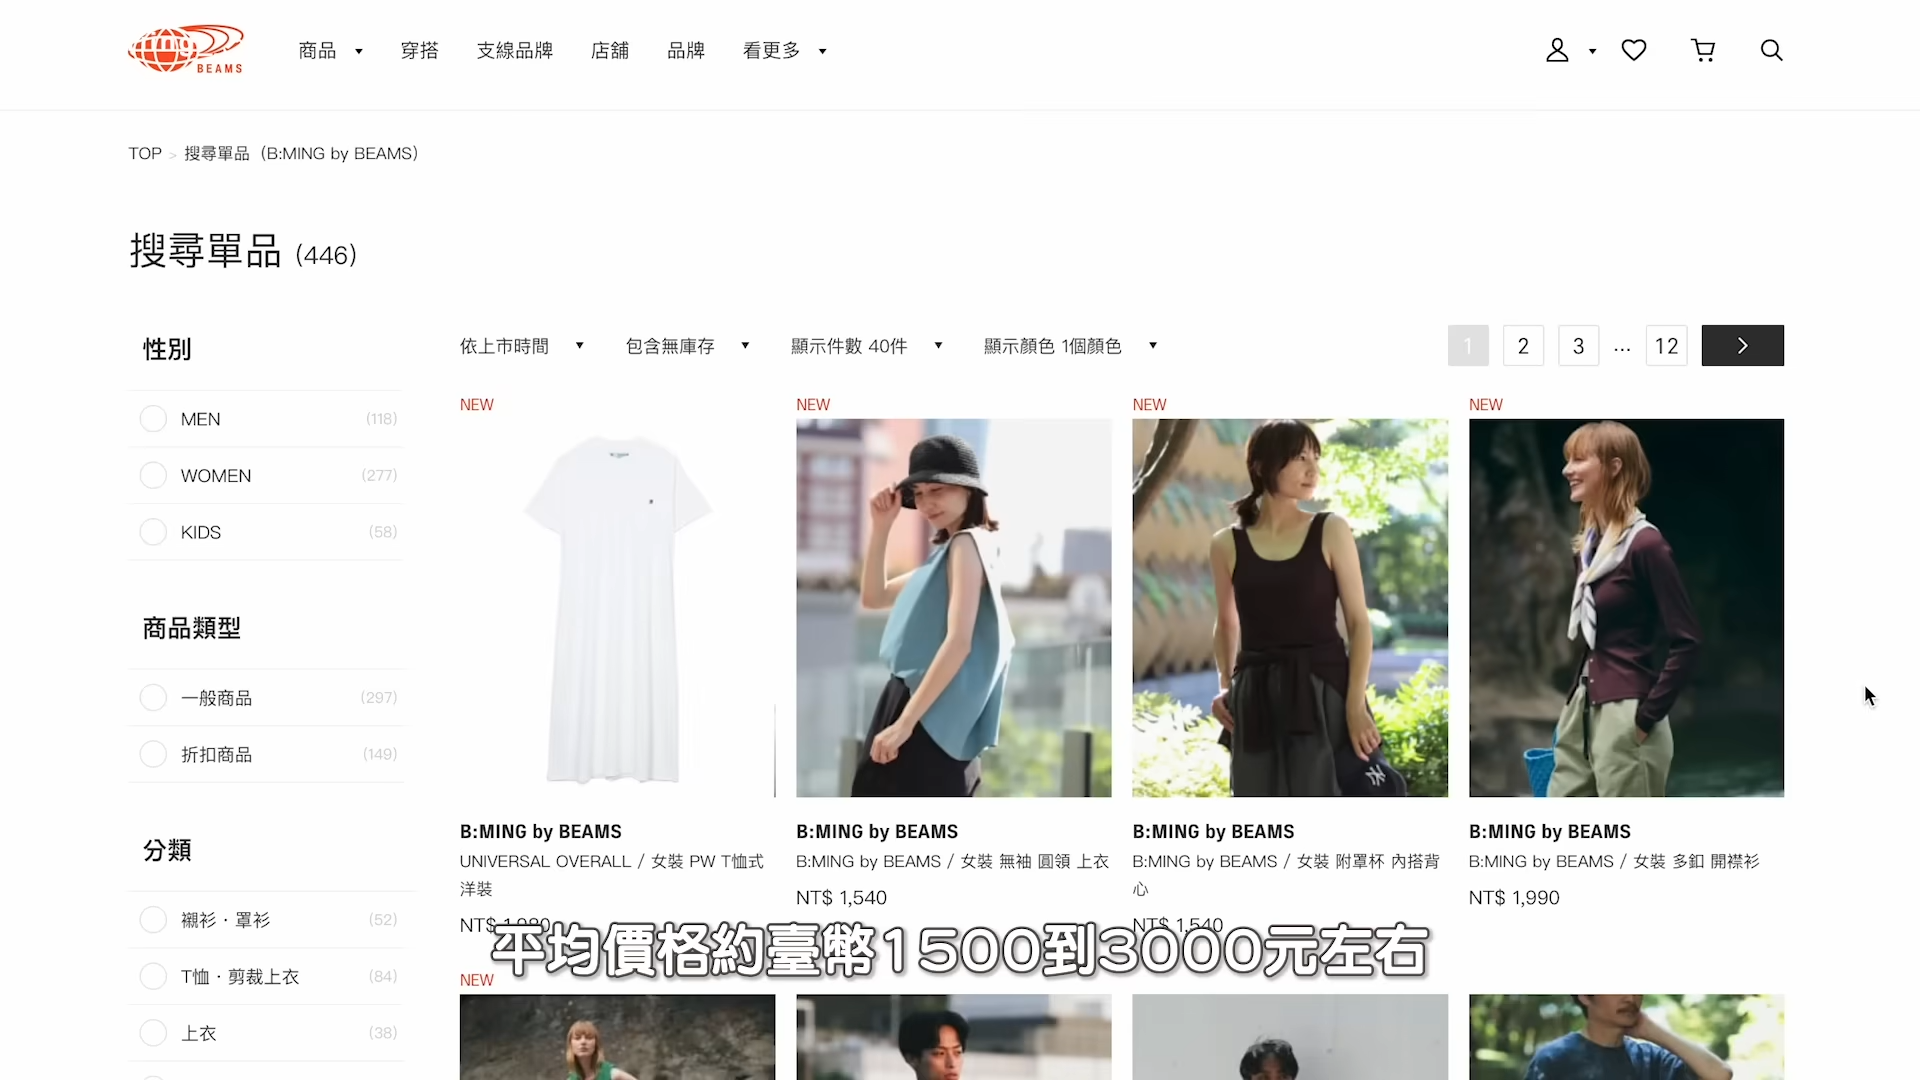 BEAMS
商品 穿搭 支線品牌 店舖 品牌 看更多
TOP > 搜尋單品（B:MING by BEAMS）
搜尋單品 (446)
性別
MEN (118)
WOMEN (277)
KIDS (58)
商品類型
一般商品 (297)
折扣商品 (149)
分類
襯衫・罩衫 (52)
T恤・剪裁上衣 (84)
上衣 (38)
依上市時間 包含無庫存 顯示件數 40件 顯示顏色 1個顏色
1 2 3 ... 12
NEW
B:MING by BEAMS
UNIVERSAL OVERALL / 女裝 PW T恤式
洋裝
NT$ 1,980
NEW
B:MING by BEAMS
B:MING by BEAMS / 女裝 無袖 圓領 上衣
NT$ 1,540
NEW
B:MING by BEAMS
B:MING by BEAMS / 女裝 附罩杯 內搭背
心
NT$ 1,540
NEW
B:MING by BEAMS
B:MING by BEAMS / 女裝 多釦 開襟衫
NT$ 1,990
平均價格約臺幣1500到3000元左右
NEW